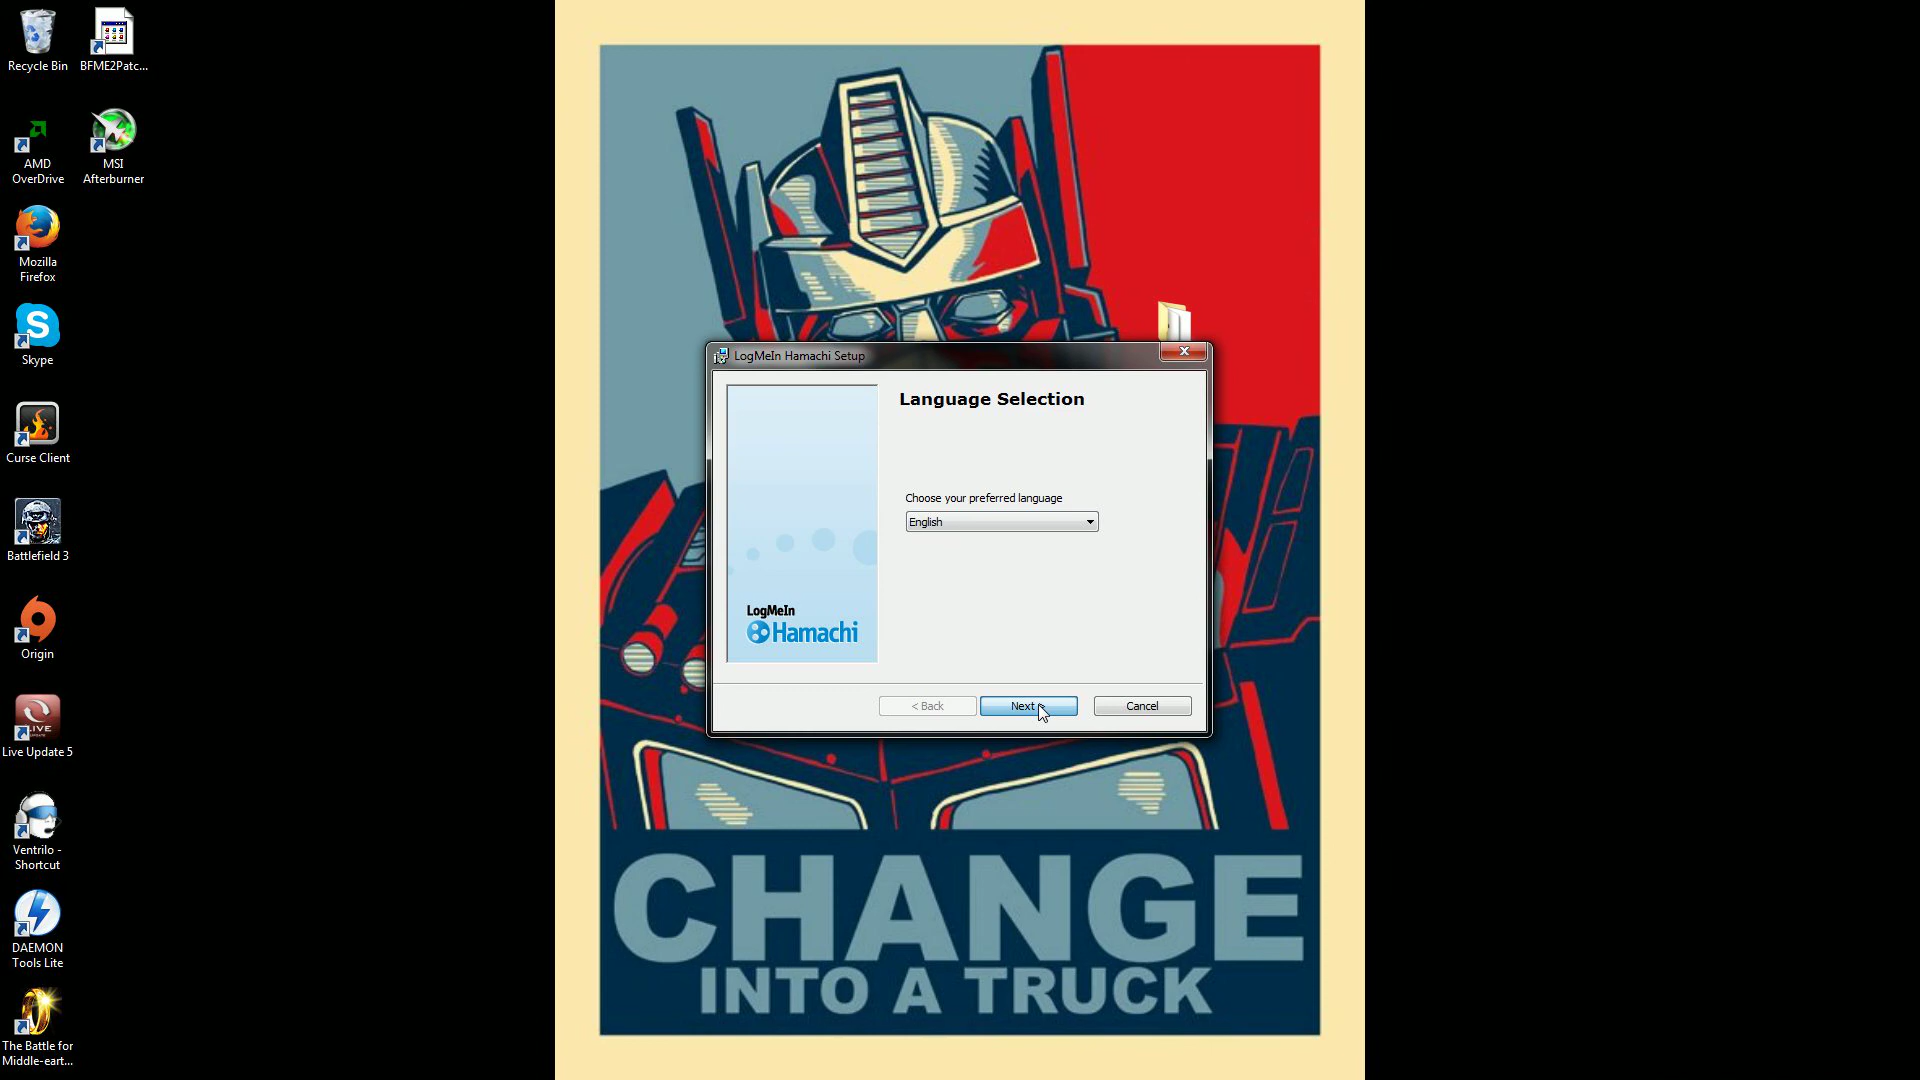 Recycle Bin
BFME2Patc...
AMD
OverDrive
MSI
Afterburner
Mozilla
Firefox
Skype
Curse Client
Battlefield 3
Origin
LIVE
UPDATE
Live Update 5
Ventrilo -
Shortcut
DAEMON
Tools Lite
The Battle for
Middle-eart...
LogMeIn Hamachi Setup
Language Selection
Choose your preferred language
English
LogMeIn
Hamachi
< Back
Next >
Cancel
CHANGE
INTO A TRUCK